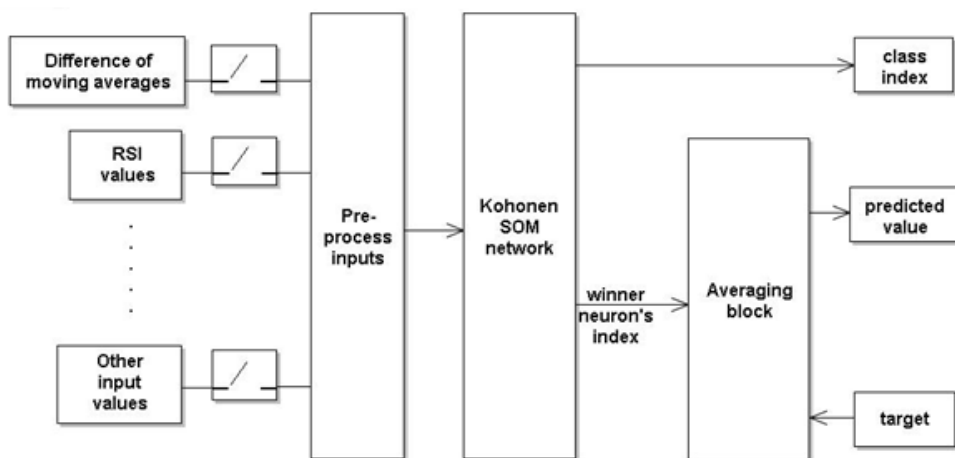 Difference of
moving averages
RSI
values
Other
input
values
Pre-
process
inputs
Kohonen
SOM
network
winner
neuron's
index
Averaging
block
class
index
predicted
value
target